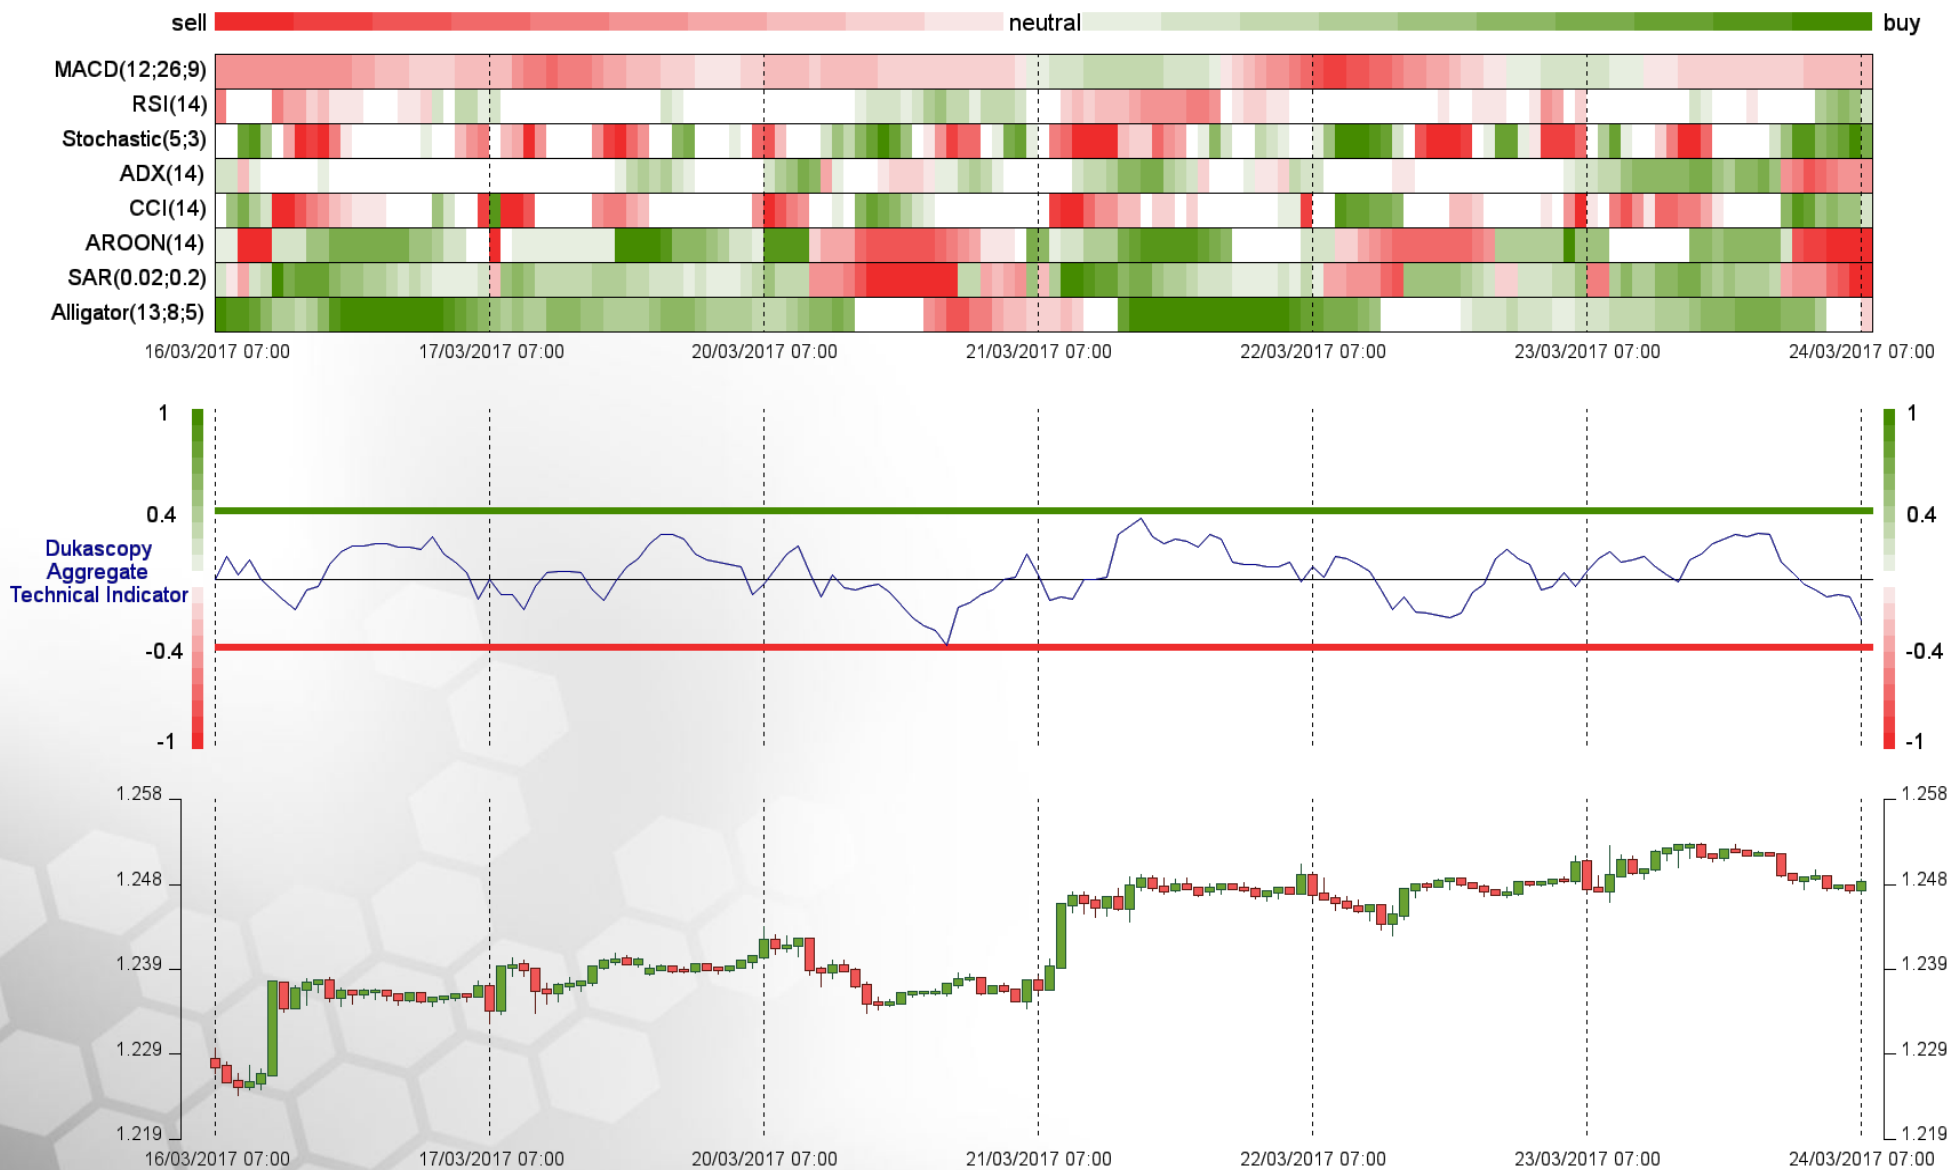 sell neutral buy
MACD(12;26;9)
RSI(14)
Stochastic(5;3)
ADX(14)
CCI(14)
AROON(14)
SAR(0.02;0.2)
Alligator(13;8;5)
16/03/2017 07:00 17/03/2017 07:00 20/03/2017 07:00 21/03/2017 07:00 22/03/2017 07:00 23/03/2017 07:00 24/03/2017 07:00
1 1
0.4 0.4
Dukascopy
Aggregate
Technical Indicator
-0.4 -0.4
-1 -1
1.258 1.258
1.248 1.248
1.239 1.239
1.229 1.229
1.219 1.219
16/03/2017 07:00 17/03/2017 07:00 20/03/2017 07:00 21/03/2017 07:00 22/03/2017 07:00 23/03/2017 07:00 24/03/2017 07:00